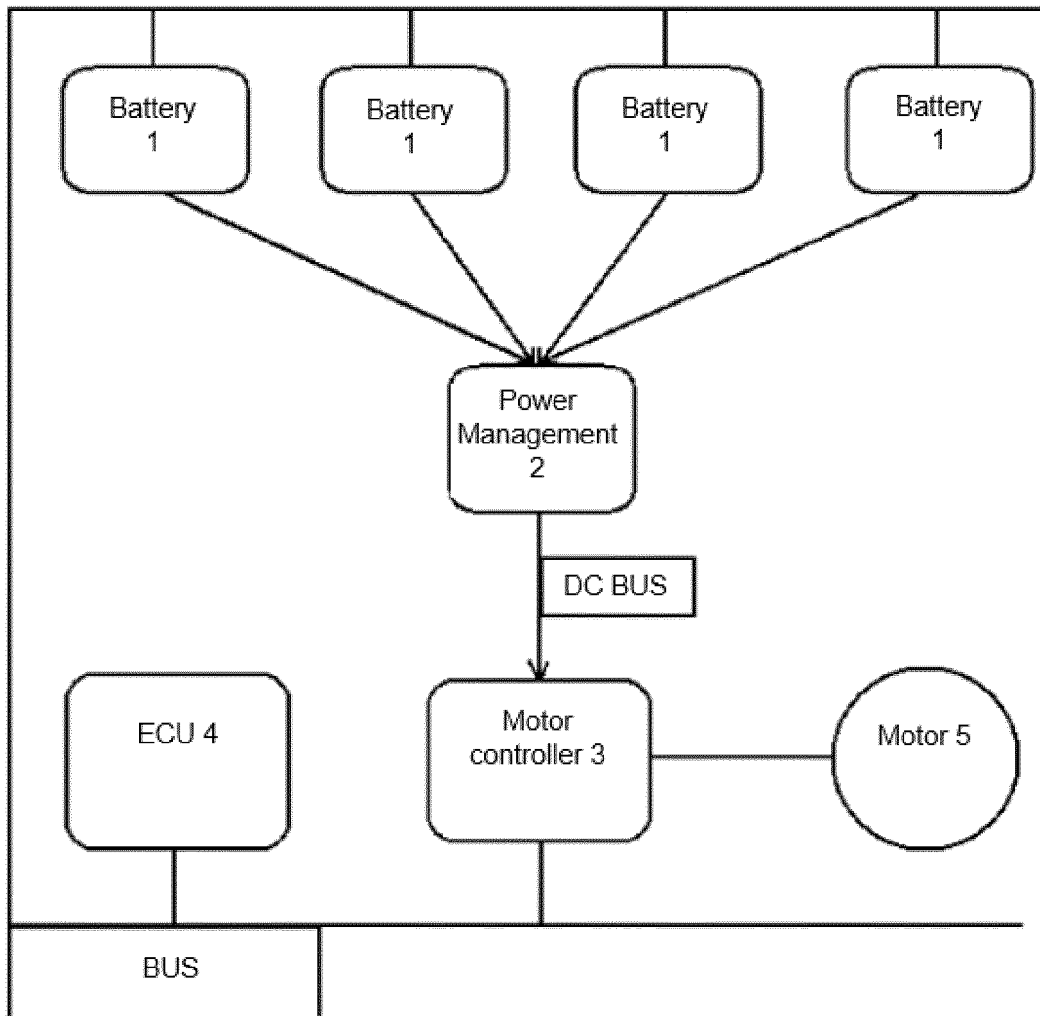 Battery
1
Battery
1
Battery
1
Battery
1
Power
Management
2
DC BUS
ECU 4
Motor
controller 3
Motor 5
BUS